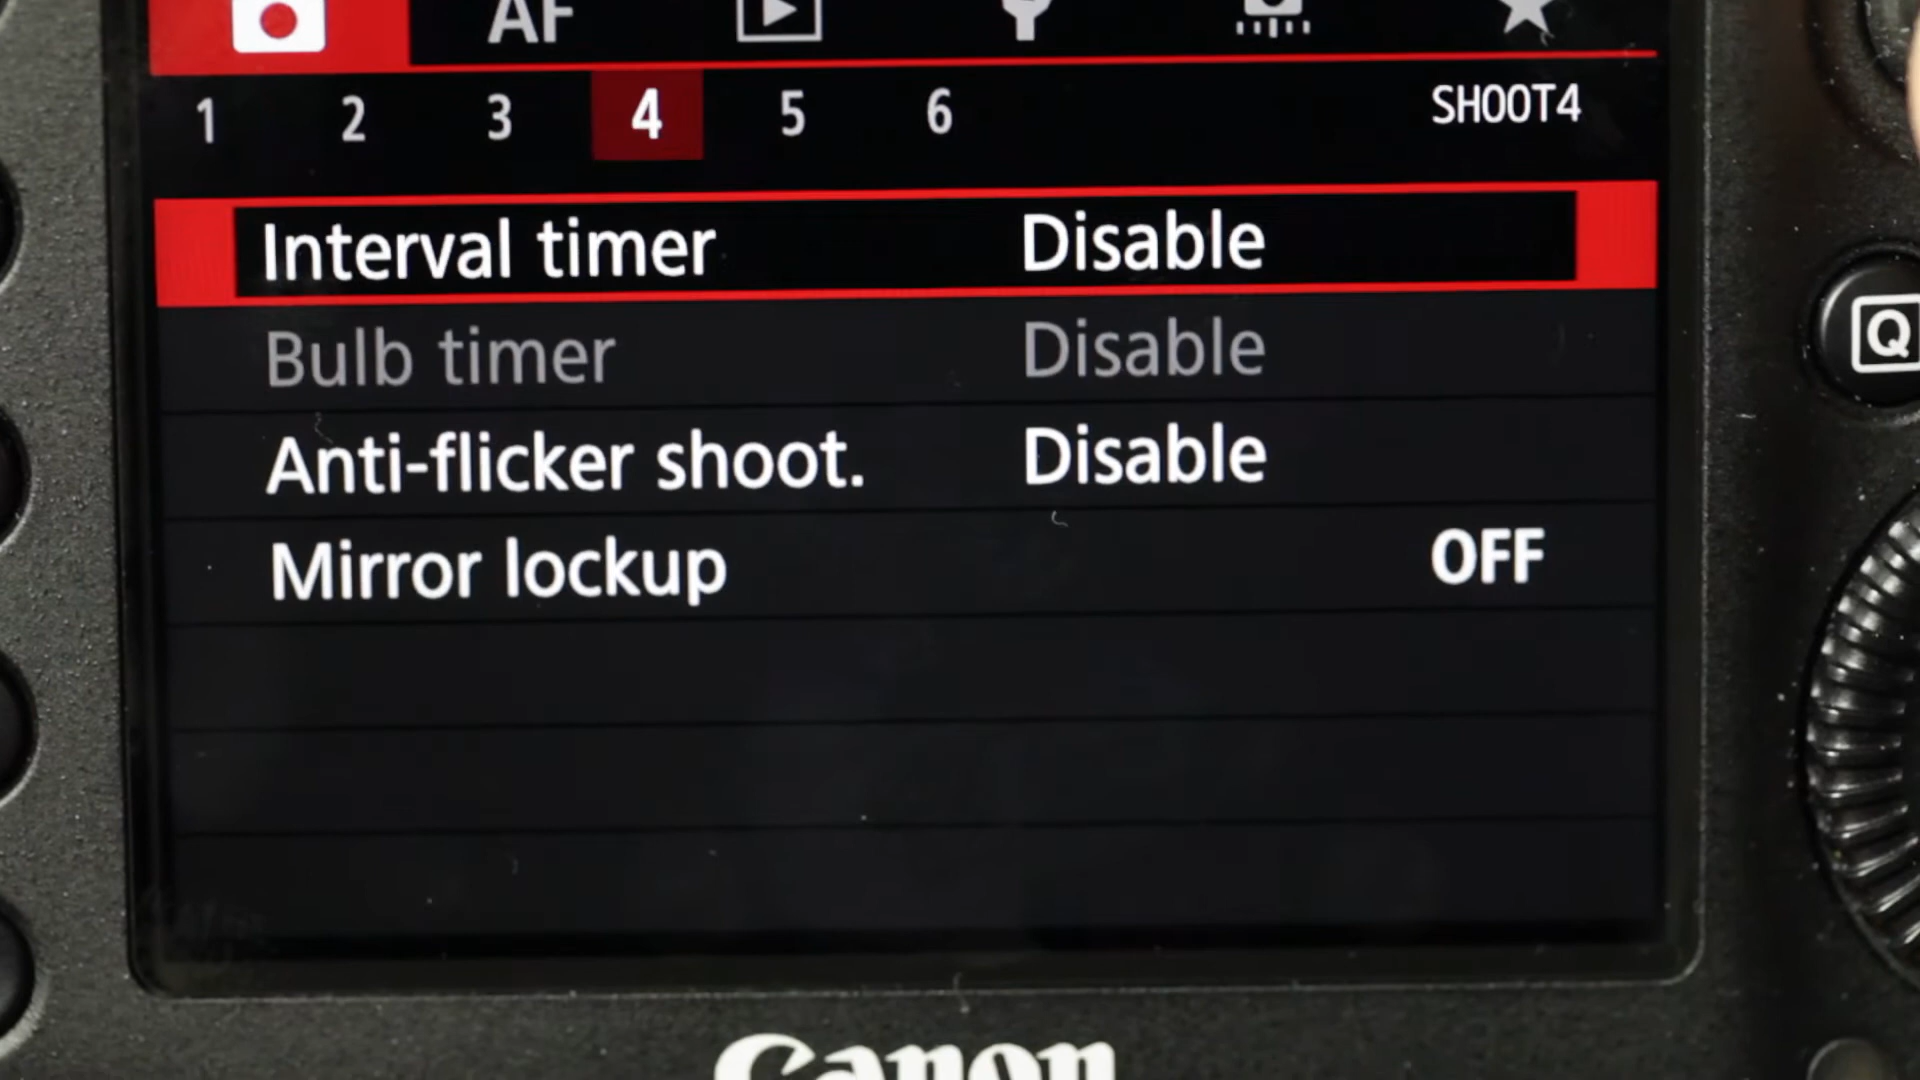 AF
1 2 3 4 5 6 SHOOT4
Interval timer Disable
Bulb timer Disable
Anti-flicker shoot. Disable
Mirror lockup OFF
Q
Canon